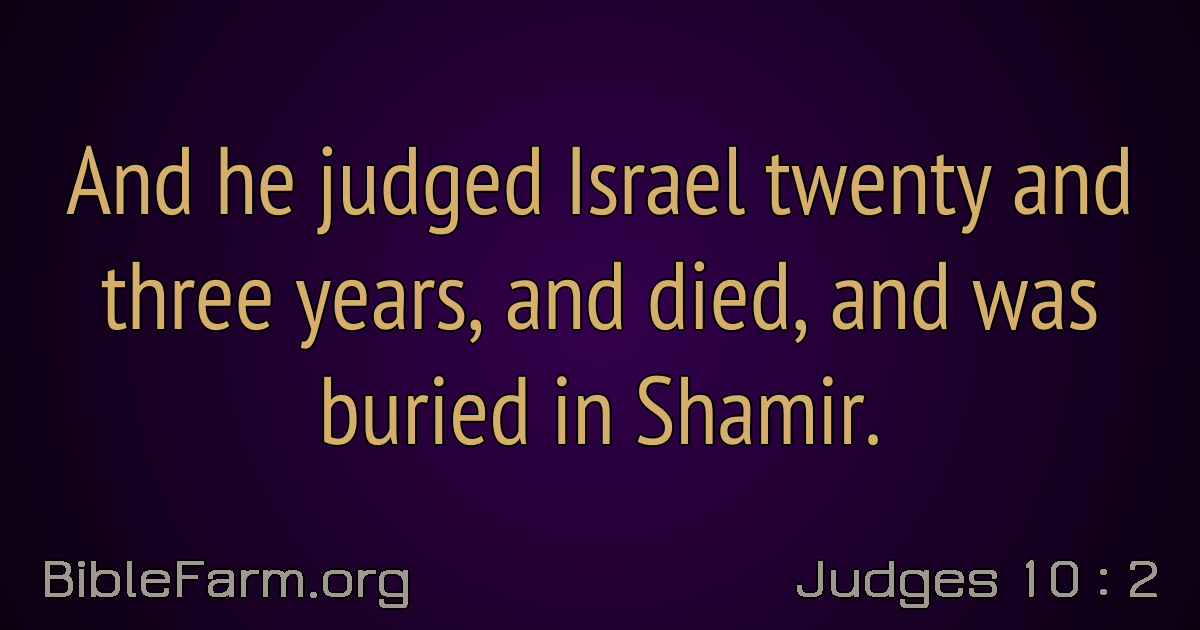 And he judged Israel twenty and
three years, and died, and was
buried in Shamir.
BibleFarm.org
Judges 10 : 2